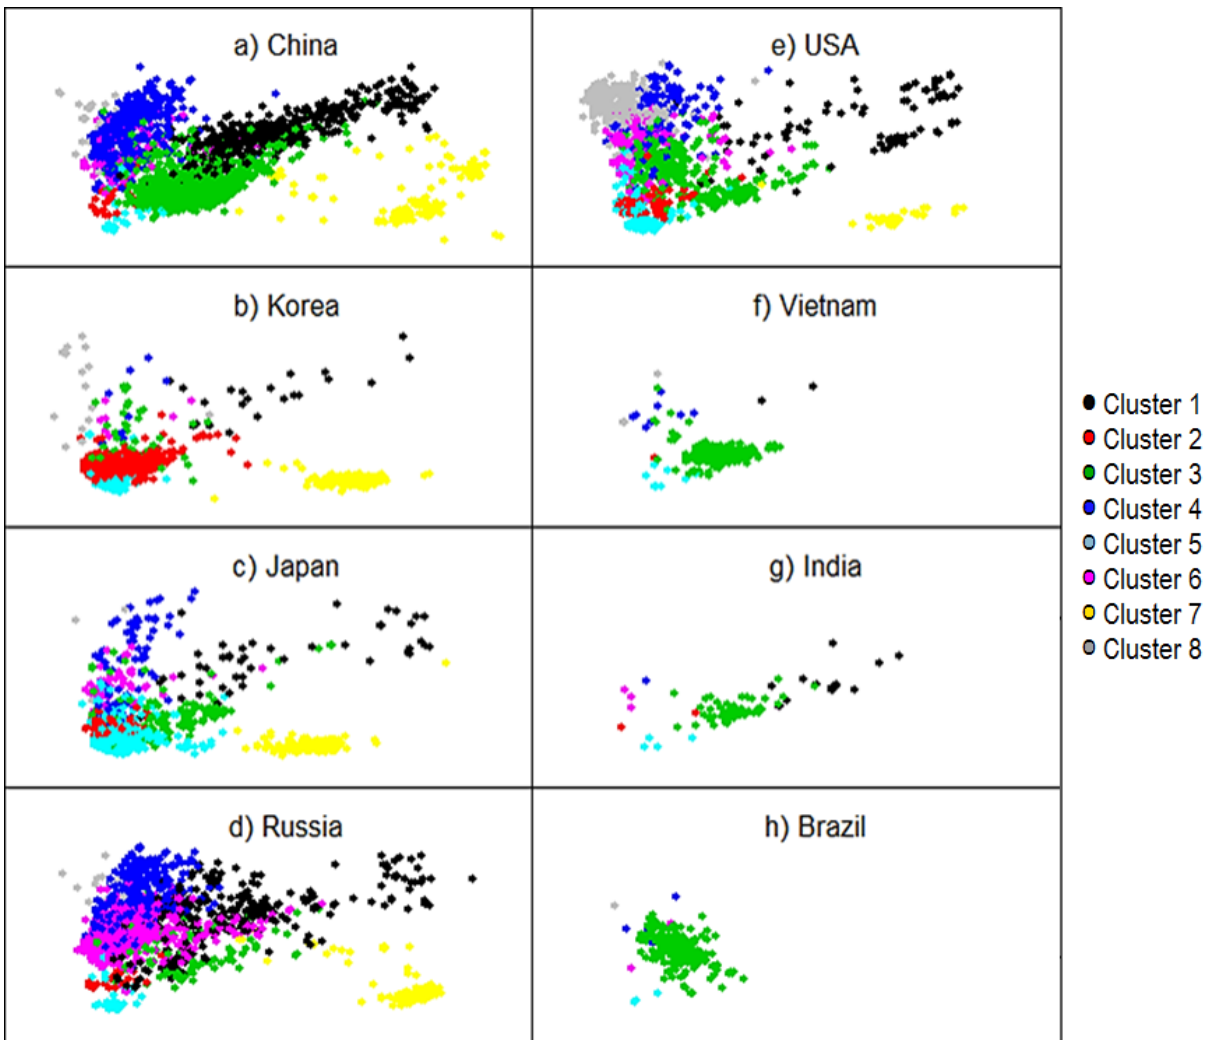 a) China
e) USA
b) Korea
f) Vietnam
c) Japan
g) India
d) Russia
h) Brazil
Cluster 1
Cluster 2
Cluster 3
Cluster 4
Cluster 5
Cluster 6
Cluster 7
Cluster 8